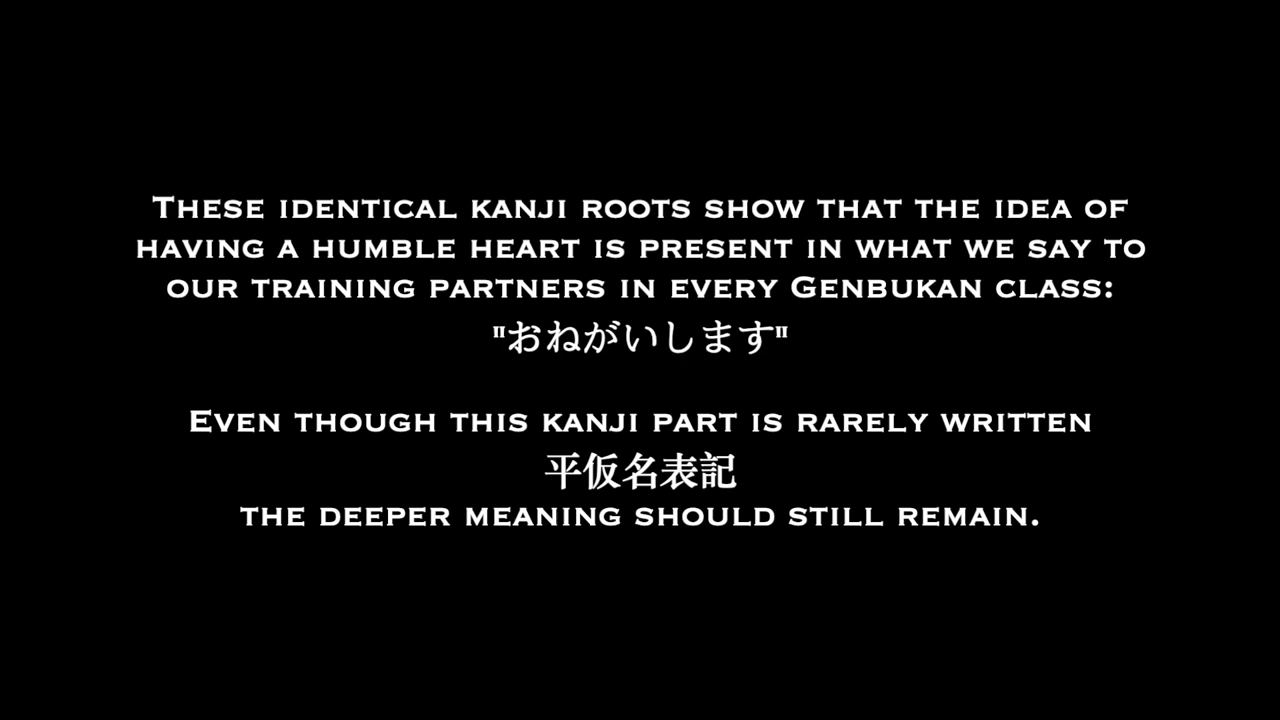 These identical kanji roots show that the idea of
having a humble heart is present in what we say to
our training partners in every Genbukan class:
"おねがいします"
Even though this kanji part is rarely written
平仮名表記
the deeper meaning should still remain.